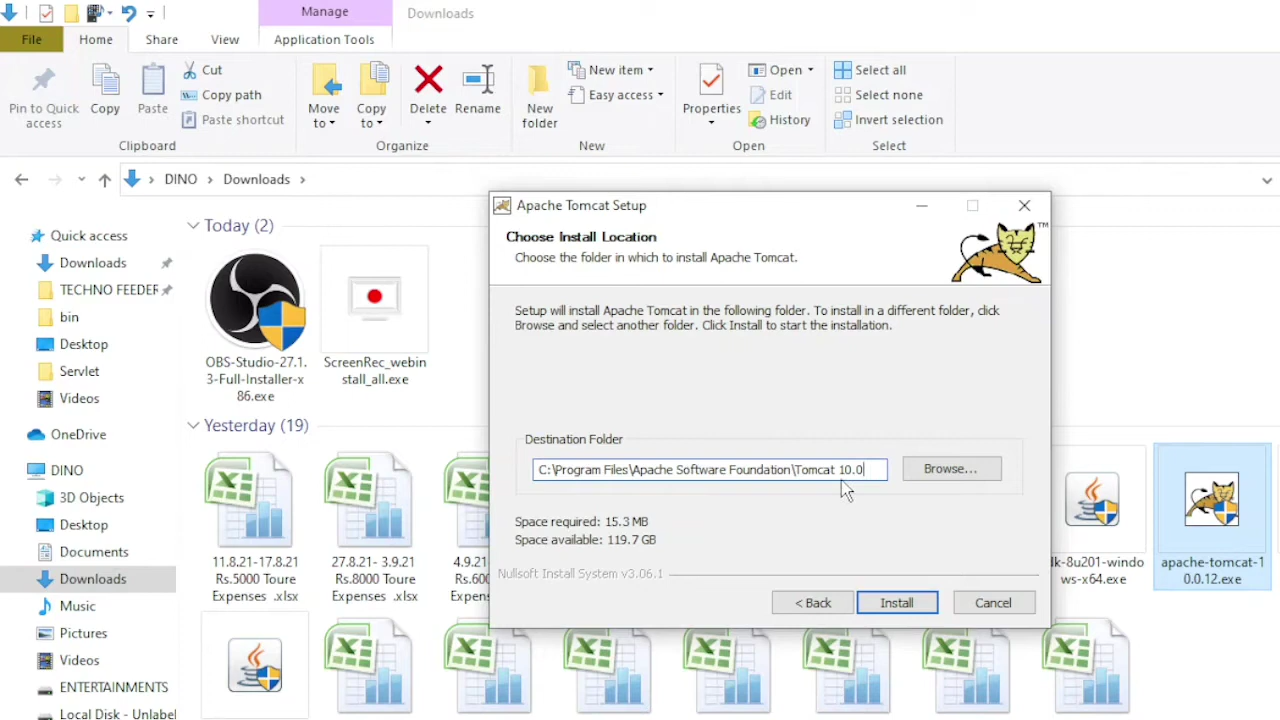 Manage
Downloads
File
Home
Share
View
Application Tools
Pin to Quick
access
Copy
Paste
Cut
Copy path
Paste shortcut
Clipboard
Move
to
Copy
to
Delete
Rename
Organize
New
folder
New item
Easy access
New
Properties
Open
Edit
History
Open
Select all
Select none
Invert selection
Select
DINO
Downloads
Quick access
Downloads
TECHNO FEEDER
bin
Desktop
Servlet
Videos
OneDrive
DINO
3D Objects
Desktop
Documents
Downloads
Music
Pictures
Videos
ENTERTAINMENTS
Local Disk - Unlabel
Today (2)
OBS-Studio-27.1.
3-Full-Installer-x
86.exe
ScreenRec_webin
stall_all.exe
Yesterday (19)
11.8.21-17.8.21
Rs.5000 Toure
Expenses .xlsx
27.8.21- 3.9.21
Rs.8000 Toure
Expenses .xlsx
4.9.21
Rs.600
Expens
dk-8u201-windo
ws-x64.exe
apache-tomcat-1
0.0.12.exe
Apache Tomcat Setup
Choose Install Location
Choose the folder in which to install Apache Tomcat.
TM
Setup will install Apache Tomcat in the following folder. To install in a different folder, click
Browse and select another folder. Click Install to start the installation.
Destination Folder
C:\Program Files\Apache Software Foundation\Tomcat 10.0
Browse...
Space required: 15.3 MB
Space available: 119.7 GB
Nullsoft Install System v3.06.1
< Back
Install
Cancel